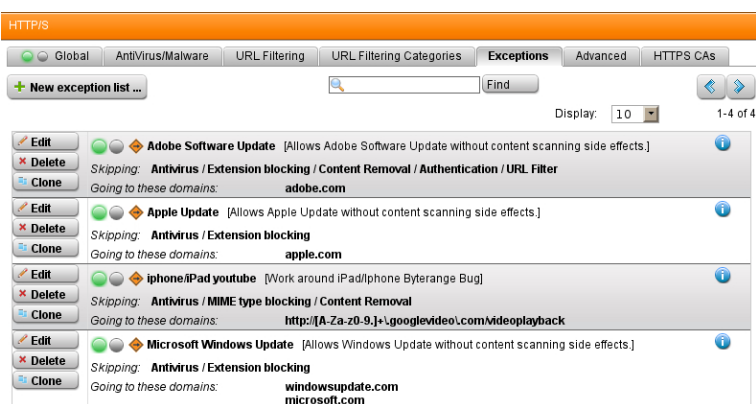 HTTP/S
Global AntiVirus/Malware URL Filtering URL Filtering Categories Exceptions Advanced HTTPS CAs
New exception list ... Find
Display: 10 1-4 of 4
Edit Adobe Software Update [Allows Adobe Software Update without content scanning side effects.]
Delete Skipping: Antivirus / Extension blocking / Content Removal / Authentication / URL Filter
Clone Going to these domains: adobe.com
Edit Apple Update [Allows Apple Update without content scanning side effects.]
Delete Skipping: Antivirus / Extension blocking
Clone Going to these domains: apple.com
Edit iphone/iPad youtube [Work around iPad/Iphone Byterange Bug]
Delete Skipping: Antivirus / MIME type blocking / Content Removal
Clone Going to these domains: http://[A-Za-z0-9.]+\.googlevideo\.com/videoplayback
Edit Microsoft Windows Update [Allows Windows Update without content scanning side effects.]
Delete Skipping: Antivirus / Extension blocking
Clone Going to these domains: windowsupdate.com
microsoft.com